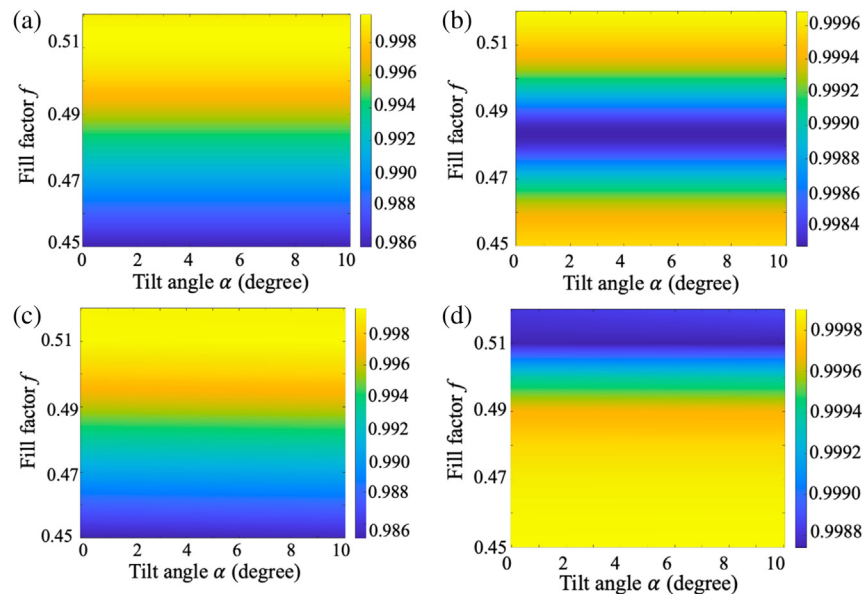 (a)
0.51
0.49
0.47
0.45
Fill factor f
0 2 4 6 8 10
Tilt angle α (degree)
0.998
0.996
0.994
0.992
0.990
0.988
0.986
(b)
0.51
0.49
0.47
0.45
Fill factor f
0 2 4 6 8 10
Tilt angle α (degree)
0.9996
0.9994
0.9992
0.9990
0.9988
0.9986
0.9984
(c)
0.51
0.49
0.47
0.45
Fill factor f
0 2 4 6 8 10
Tilt angle α (degree)
0.998
0.996
0.994
0.992
0.990
0.988
0.986
(d)
0.51
0.49
0.47
0.45
Fill factor f
0 2 4 6 8 10
Tilt angle α (degree)
0.9998
0.9996
0.9994
0.9992
0.9990
0.9988